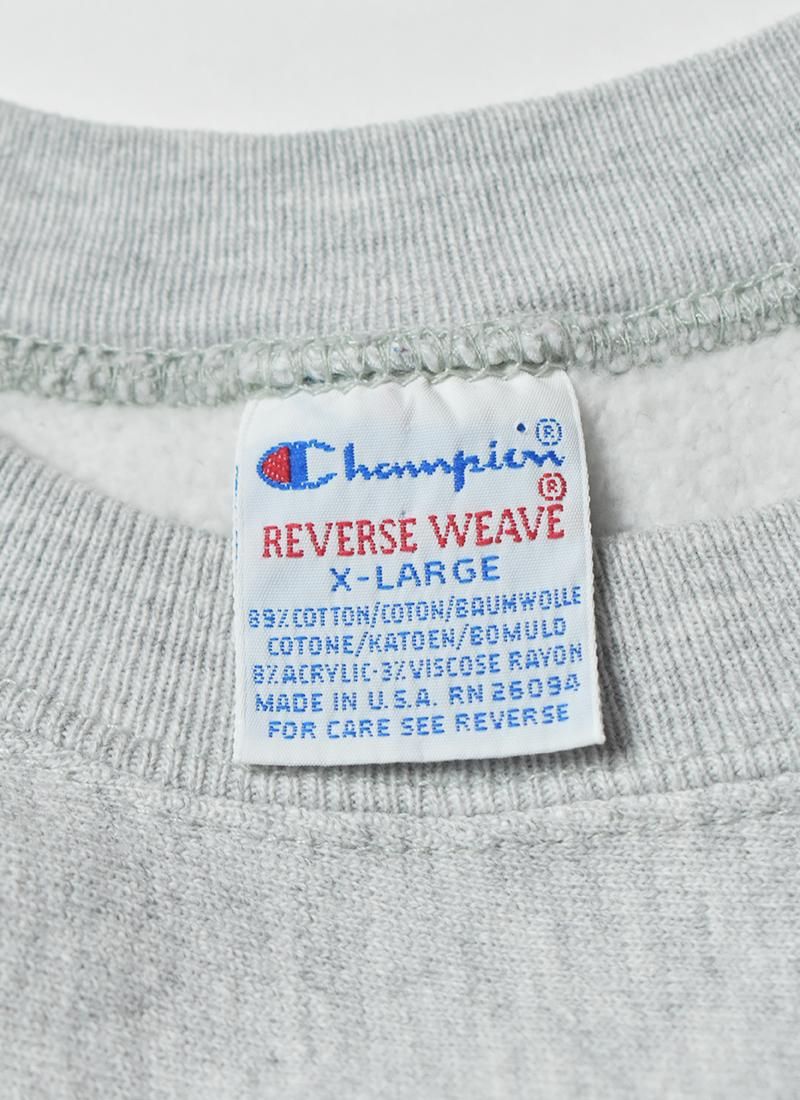 Champion®
REVERSE WEAVE®
X-LARGE
89% COTTON/COTON/BAUMWOLLE
COTONE/KATOEN/BOMULD
8% ACRYLIC-3% VISCOSE RAYON
MADE IN U.S.A. RN 26094
FOR CARE SEE REVERSE